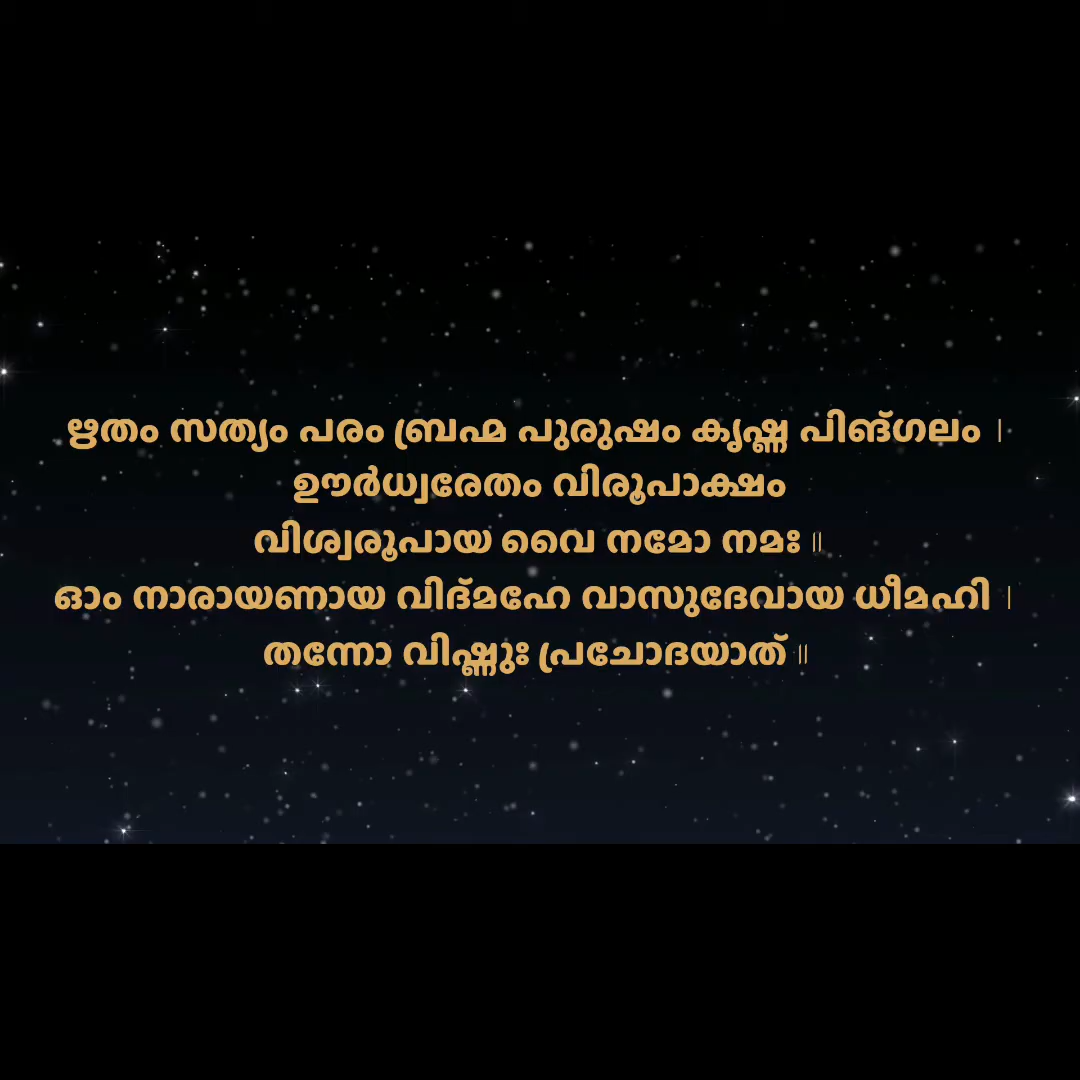 ഋതം സത്യം പരം ബ്രഹ്മ പുരുഷം കൃഷ്ണ പിങ്ഗലം ।
ഊർധ്വരേതം വിരൂപാക്ഷം
വിശ്വരൂപായ വൈ നമോ നമഃ ॥
ഓം നാരായണായ വിദ്മഹേ വാസുദേവായ ധീമഹി ।
തന്നോ വിഷ്ണുഃ പ്രചോദയാത് ॥